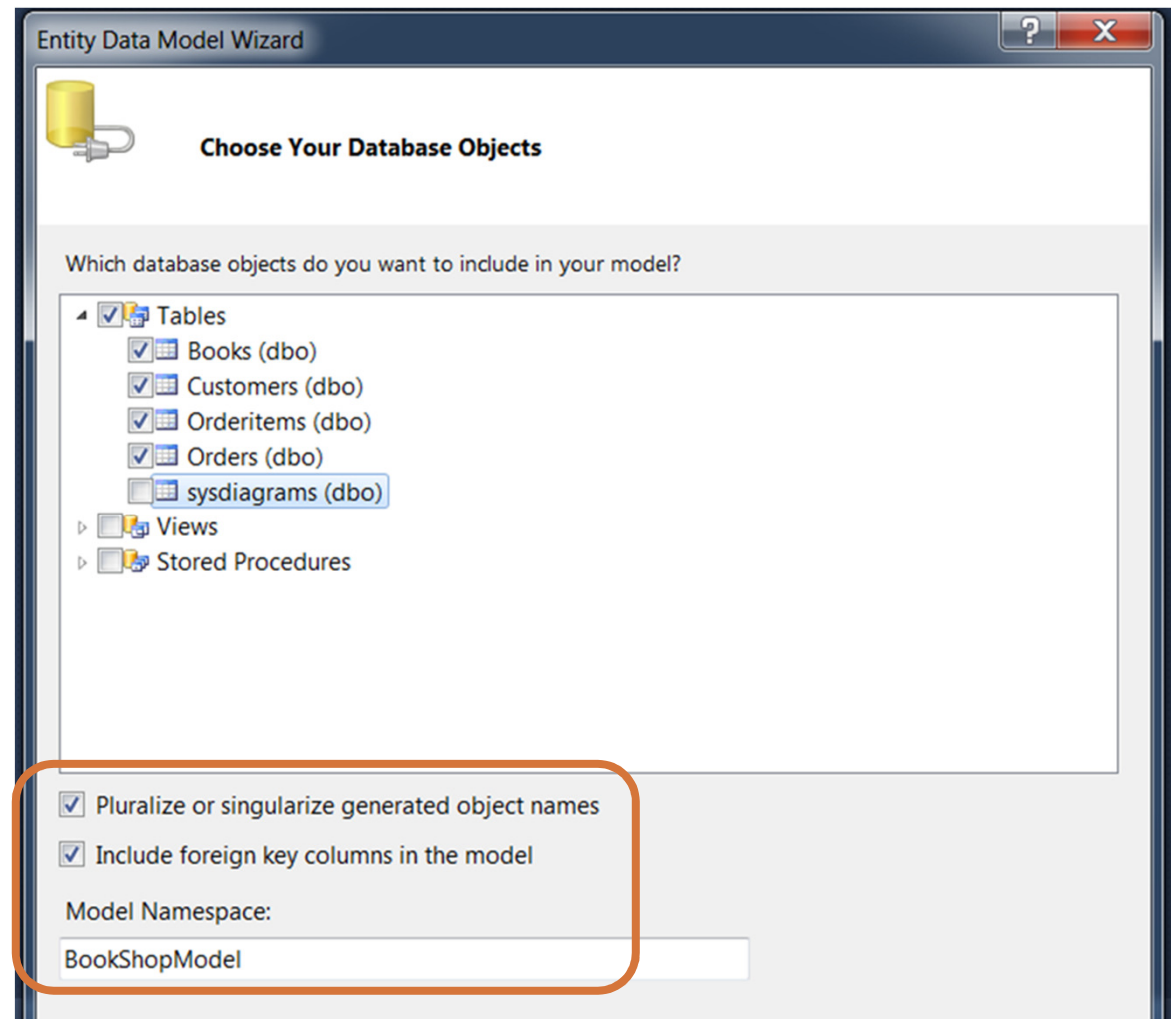 Entity Data Model Wizard
?
X
Choose Your Database Objects
Which database objects do you want to include in your model?
Tables
Books (dbo)
Customers (dbo)
Orderitems (dbo)
Orders (dbo)
sysdiagrams (dbo)
Views
Stored Procedures
Pluralize or singularize generated object names
Include foreign key columns in the model
Model Namespace:
BookShopModel